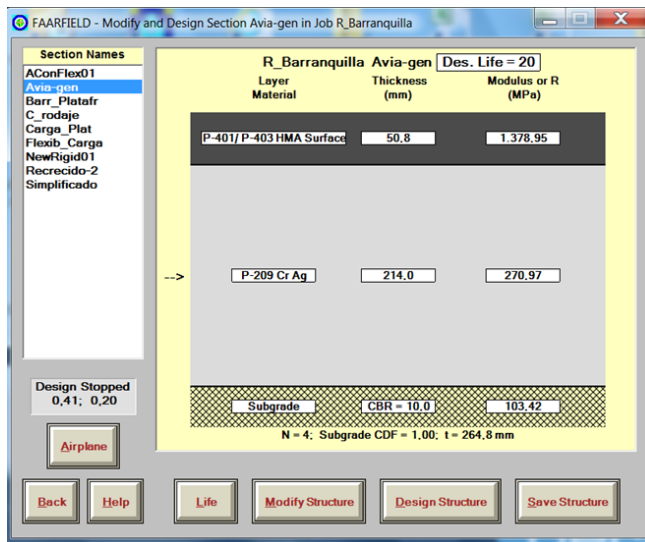 FAARFIELD - Modify and Design Section Avia-gen in Job R_Barranquilla
Section Names
AConFlex01
Avia-gen
Barr_Platafr
C_rodaje
Carga_Plat
Flexib_Carga
NewRigid01
Recrecido-2
Simplificado
Design Stopped
0,41; 0,20
Airplane
Back
Help
R_Barranquilla Avia-gen Des. Life = 20
Layer Material
Thickness (mm)
Modulus or R (MPa)
P-401/ P-403 HMA Surface 50,8 1.378,95
--> P-209 Cr Ag 214,0 270,97
Subgrade CBR = 10,0 103,42
N = 4; Subgrade CDF = 1,00; t = 264,8 mm
Life
Modify Structure
Design Structure
Save Structure